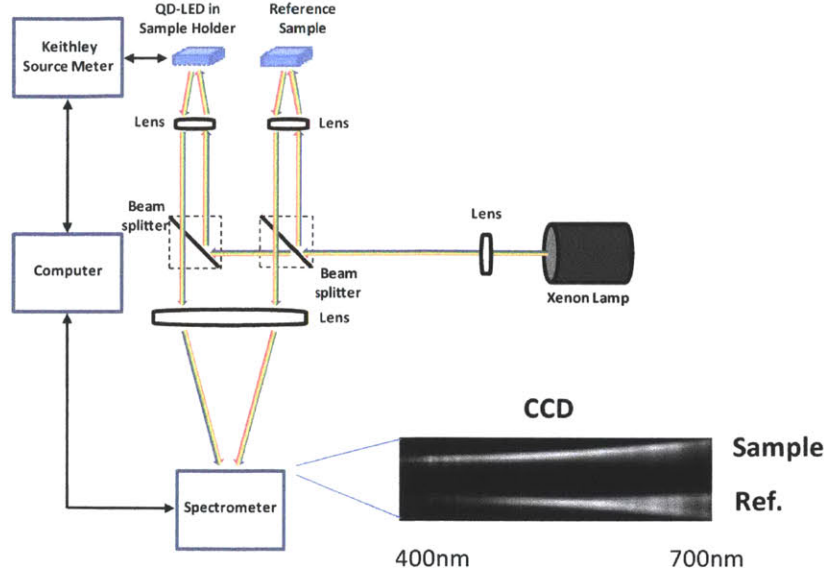 QD-LED in
Sample Holder
Reference
Sample
Keithley
Source Meter
Lens
Lens
Beam
splitter
Lens
Computer
Beam
splitter
Xenon Lamp
Lens
CCD
Sample
Spectrometer
Ref.
400nm
700nm